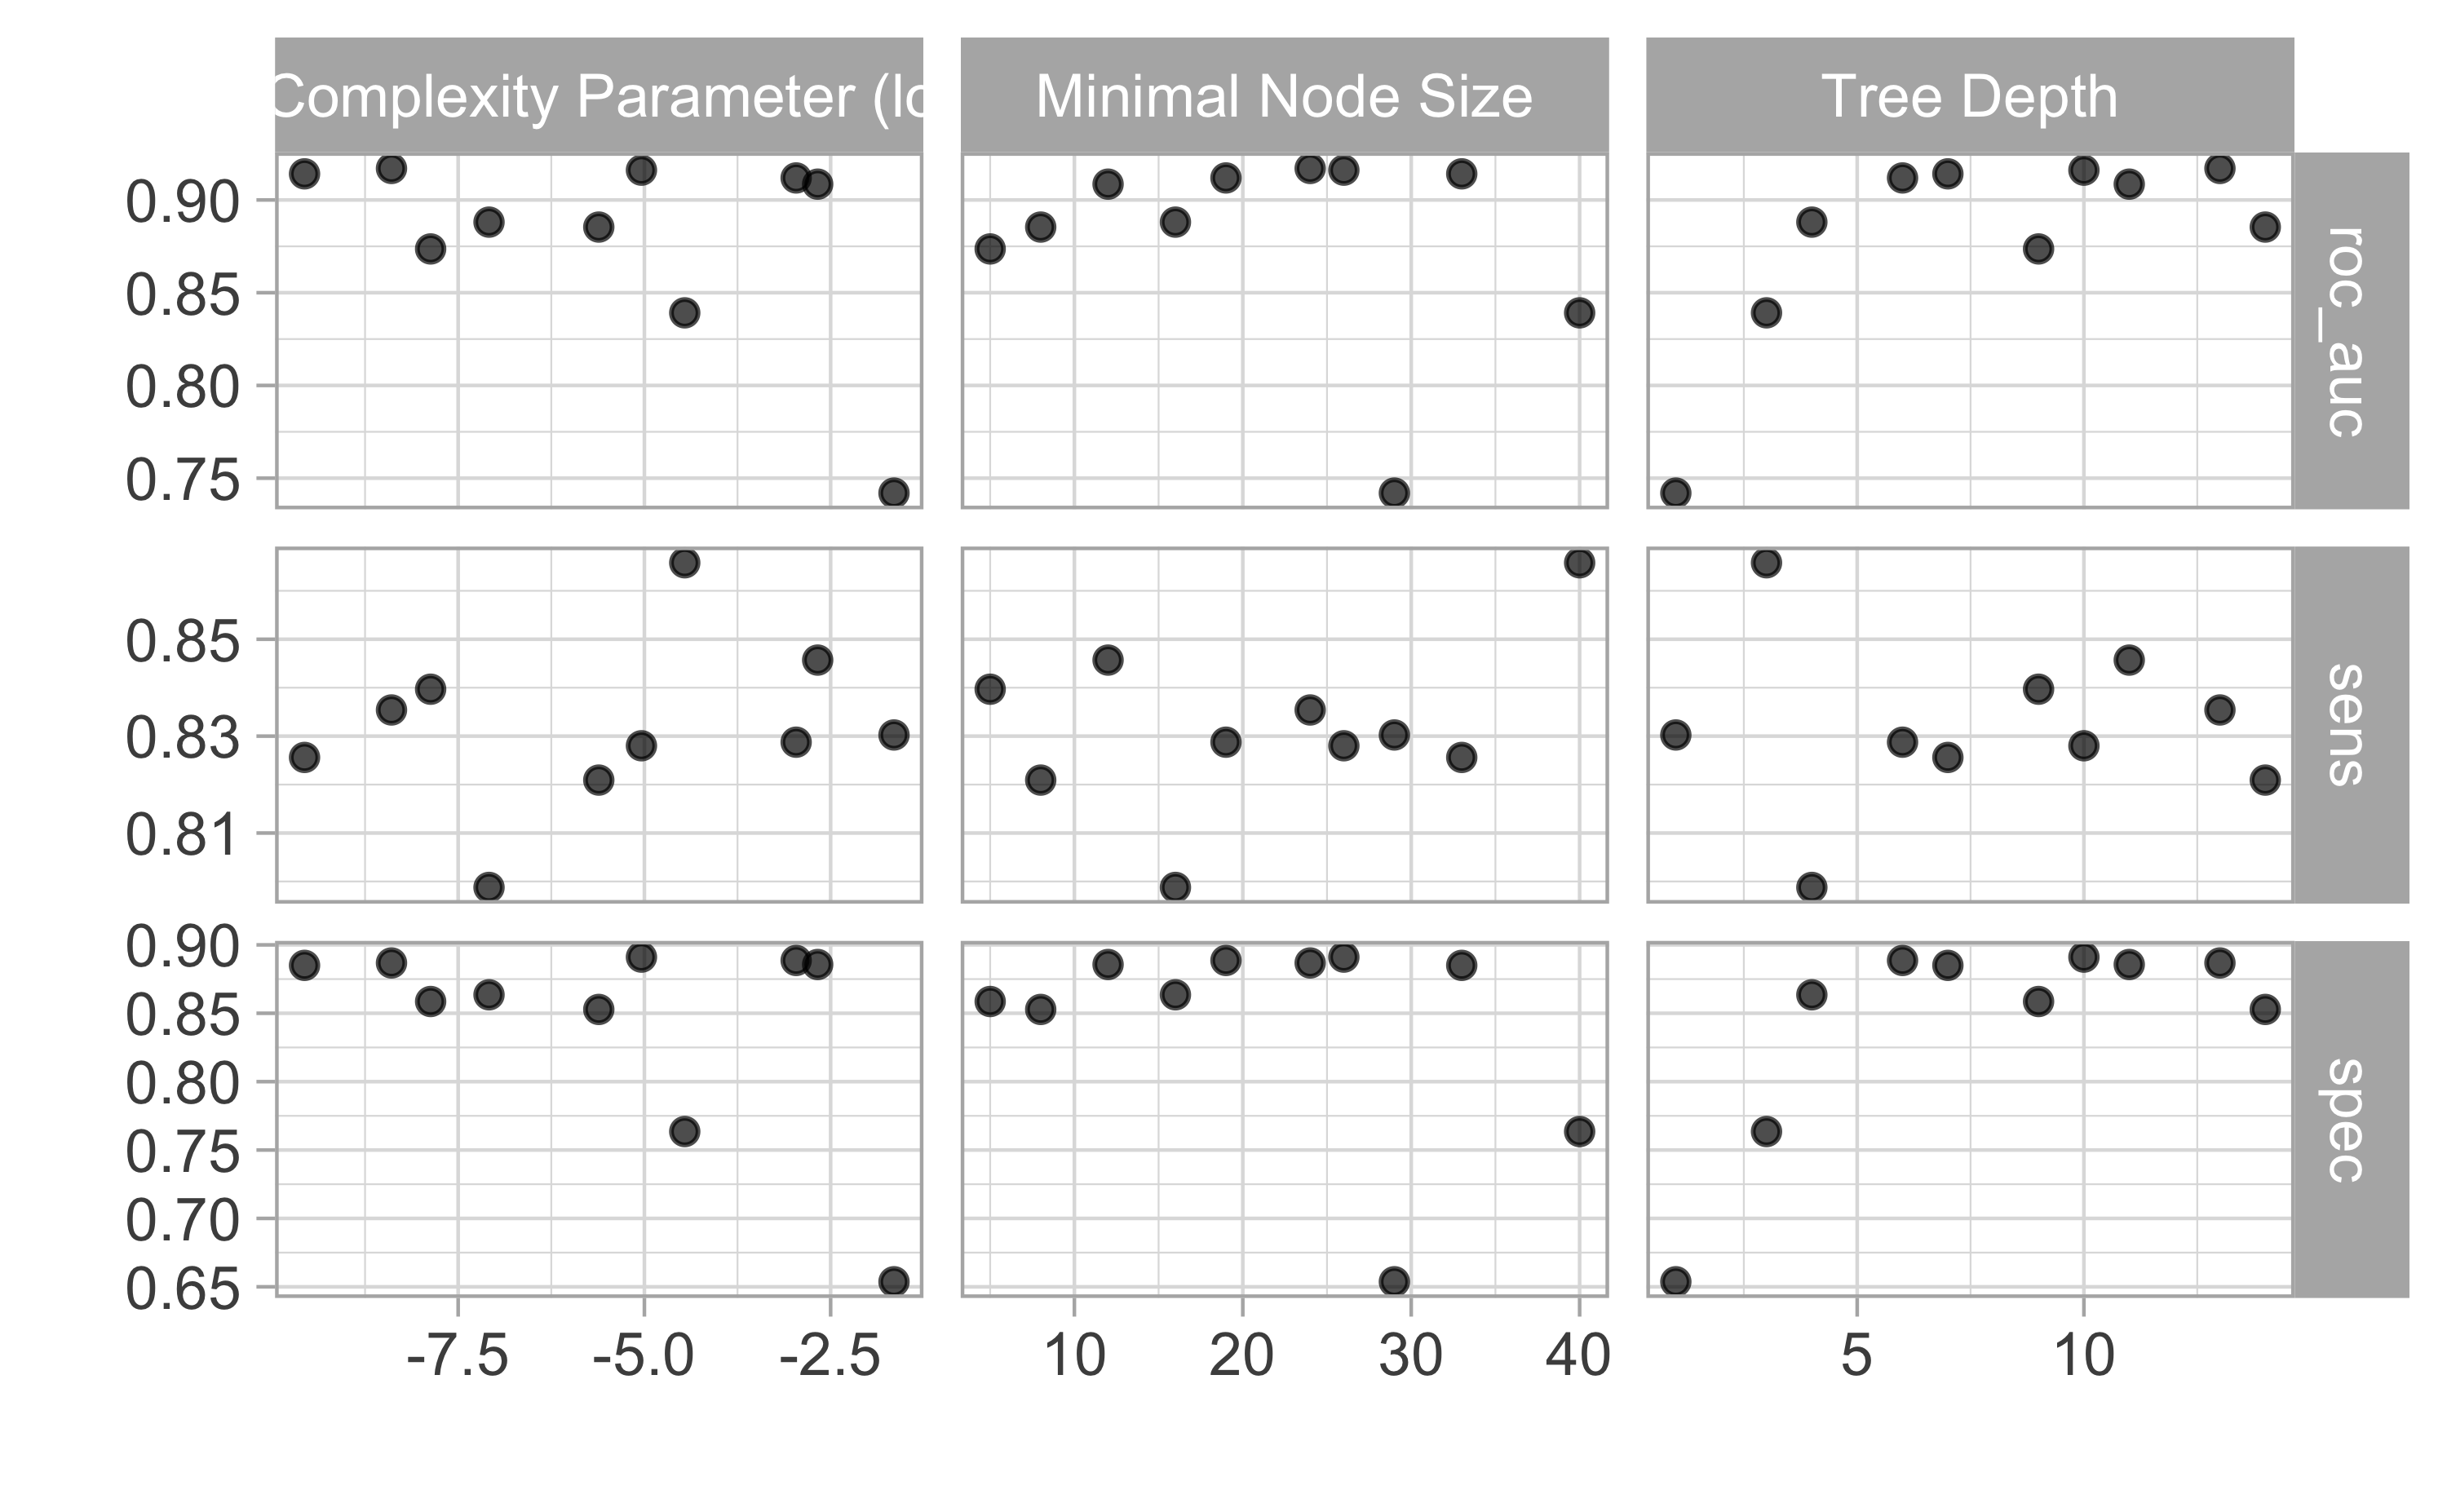 Complexity Parameter (lo
Minimal Node Size
Tree Depth
0.90
0.85
0.80
0.75
roc_auc
0.85
0.83
0.81
sens
0.90
0.85
0.80
0.75
0.70
0.65
spec
-7.5 -5.0 -2.5
10 20 30 40
5 10